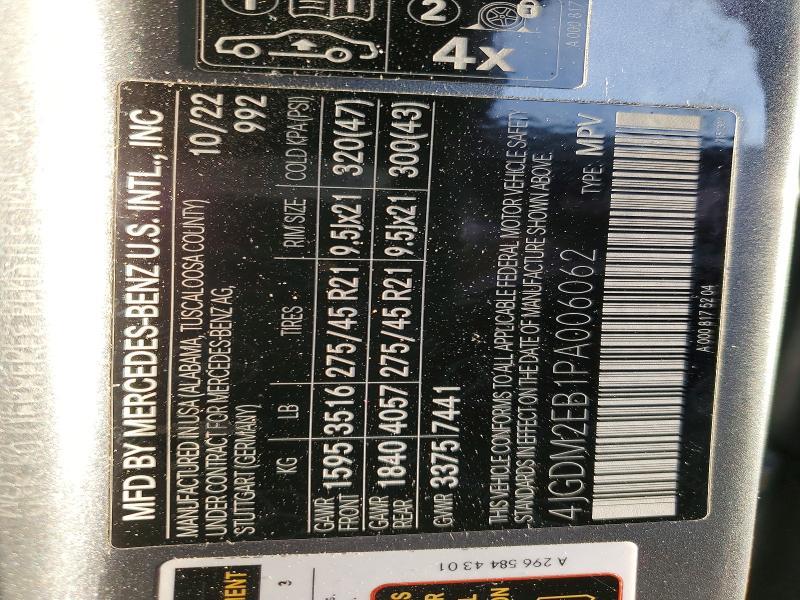 1
2
4x
A 000 817
MFD BY MERCEDES-BENZ U.S. INTL., INC
MANUFACTURED IN USA (ALABAMA, TUSCALOOSA COUNTY) 10/22
UNDER CONTRACT FOR MERCEDES-BENZ AG, 992
STUTTGART (GERMANY)
KG LB TIRES RIM SIZE COLD KPA(PSI)
GAWR FRONT 1595 3516 275/45 R21 9.5Jx21 320(47)
GAWR REAR 1840 4057 275/45 R21 9.5Jx21 300(43)
GVWR 3375 7441
THIS VEHICLE CONFORMS TO ALL APPLICABLE FEDERAL MOTOR VEHICLE SAFETY
STANDARDS IN EFFECT ON THE DATE OF MANUFACTURE SHOWN ABOVE.
4JGDM2EB1PA006062 TYPE: MPV
A 000 817 52 04
A 296 584 43 01
3